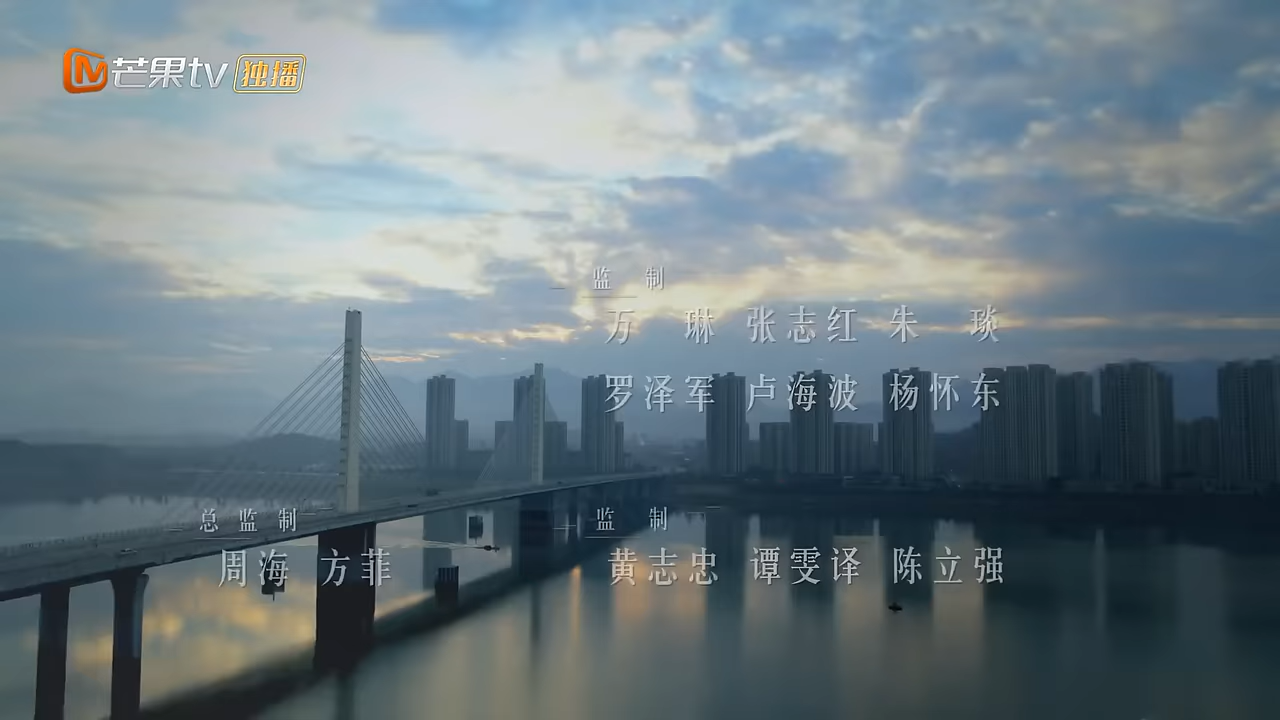 芒果tv 独播
监 制
万 琳 张志红 朱 琰
罗泽军 卢海波 杨怀东
总 监 制
周海 方菲
监 制
黄志忠 谭雯译 陈立强